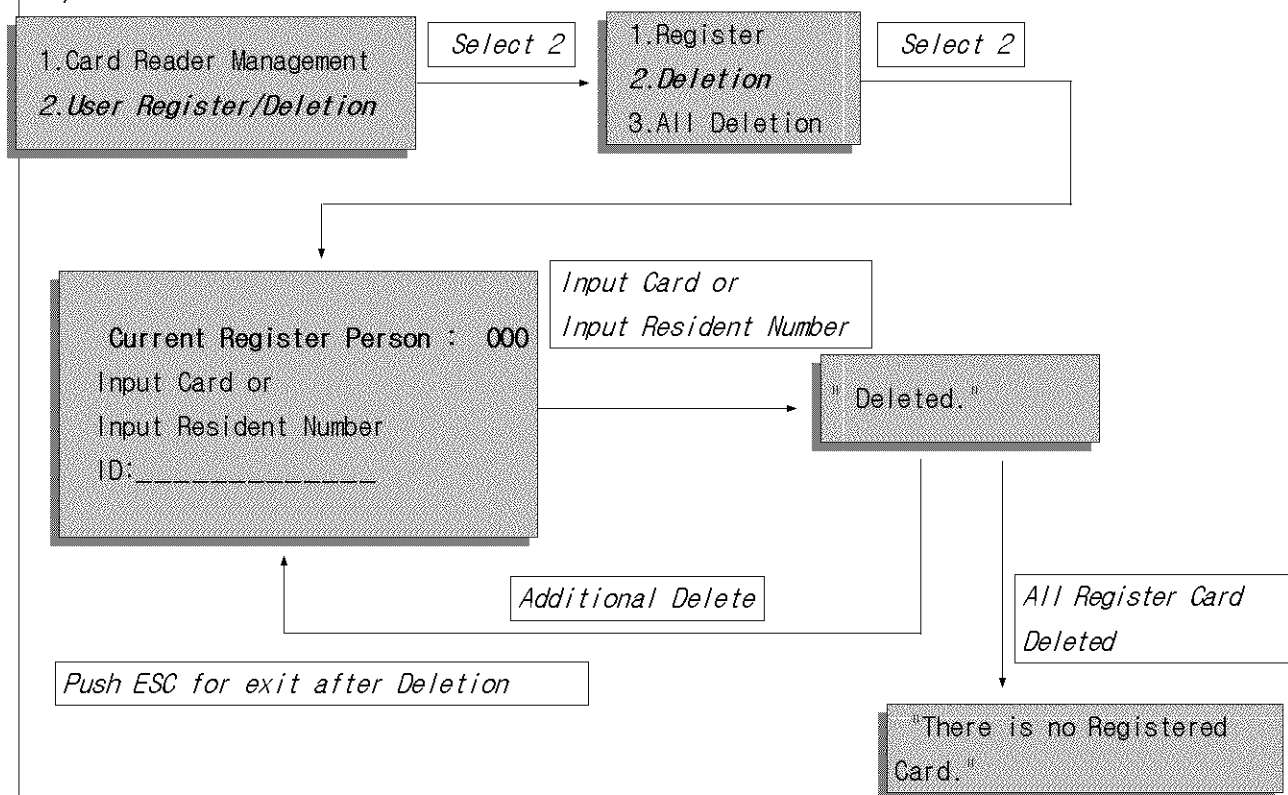 1.Card Reader Management
2.User Register/Deletion
Select 2
1.Register
2.Deletion
3.All Deletion
Select 2
Current Register Person : 000
Input Card or
Input Resident Number
ID:_____________
Input Card or
Input Resident Number
" Deleted."
Additional Delete
All Register Card
Deleted
Push ESC for exit after Deletion
"There is no Registered
Card."